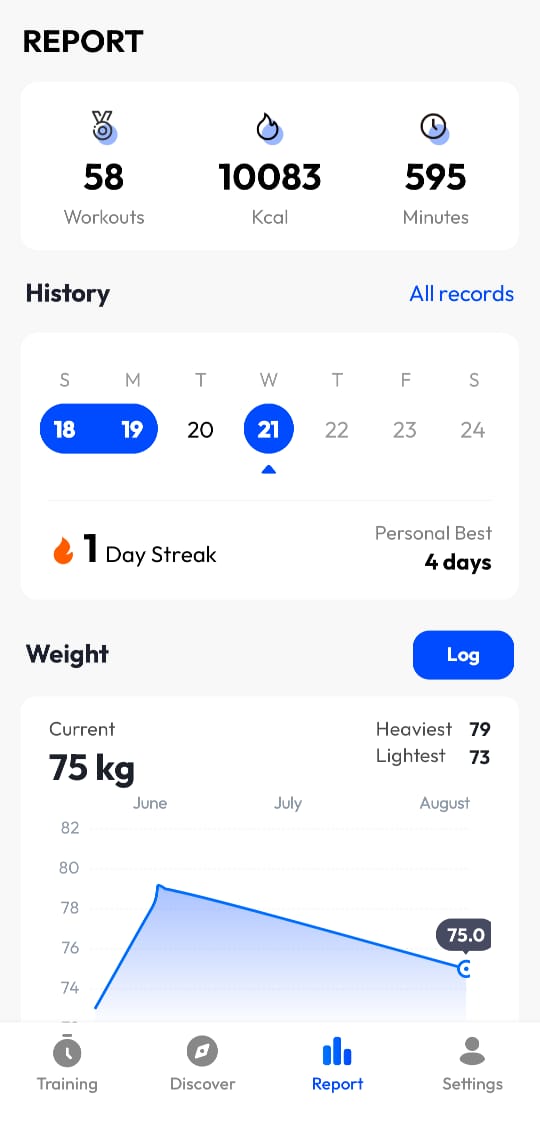 REPORT
58 10083 595
Workouts Kcal Minutes
History All records
S M T W T F S
18 19 20 21 22 23 24
1 Day Streak
Personal Best
4 days
Weight Log
Current
75 kg
Heaviest 79
Lightest 73
June July August
82
80
78
76
74
75.0
Training Discover Report Settings